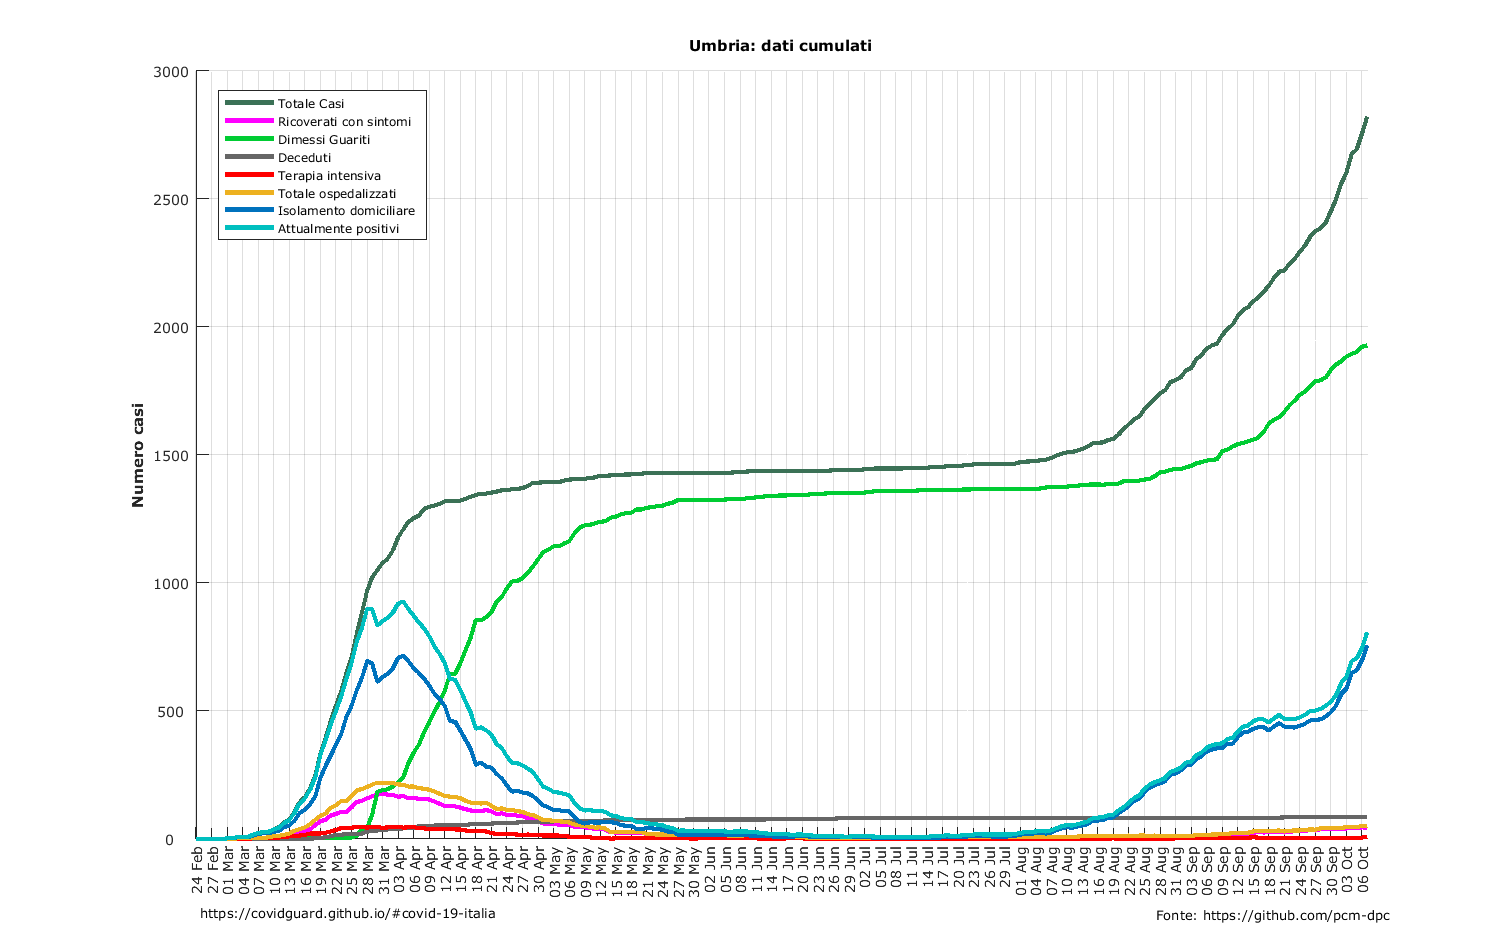 Umbria: dati cumulati
3000
2500
2000
1500
1000
500
0
Numero casi
Totale Casi
Ricoverati con sintomi
Dimessi Guariti
Deceduti
Terapia intensiva
Totale ospedalizzati
Isolamento domiciliare
Attualmente positivi
24 Feb
27 Feb
01 Mar
04 Mar
07 Mar
10 Mar
13 Mar
16 Mar
19 Mar
22 Mar
25 Mar
28 Mar
31 Mar
03 Apr
06 Apr
09 Apr
12 Apr
15 Apr
18 Apr
21 Apr
24 Apr
27 Apr
30 Apr
03 May
06 May
09 May
12 May
15 May
18 May
21 May
24 May
27 May
30 May
02 Jun
05 Jun
08 Jun
11 Jun
14 Jun
17 Jun
20 Jun
23 Jun
26 Jun
29 Jun
02 Jul
05 Jul
08 Jul
11 Jul
14 Jul
17 Jul
20 Jul
23 Jul
26 Jul
29 Jul
01 Aug
04 Aug
07 Aug
10 Aug
13 Aug
16 Aug
19 Aug
22 Aug
25 Aug
28 Aug
31 Aug
03 Sep
06 Sep
09 Sep
12 Sep
15 Sep
18 Sep
21 Sep
24 Sep
27 Sep
30 Sep
03 Oct
06 Oct
https://covidguard.github.io/#covid-19-italia
Fonte: https://github.com/pcm-dpc